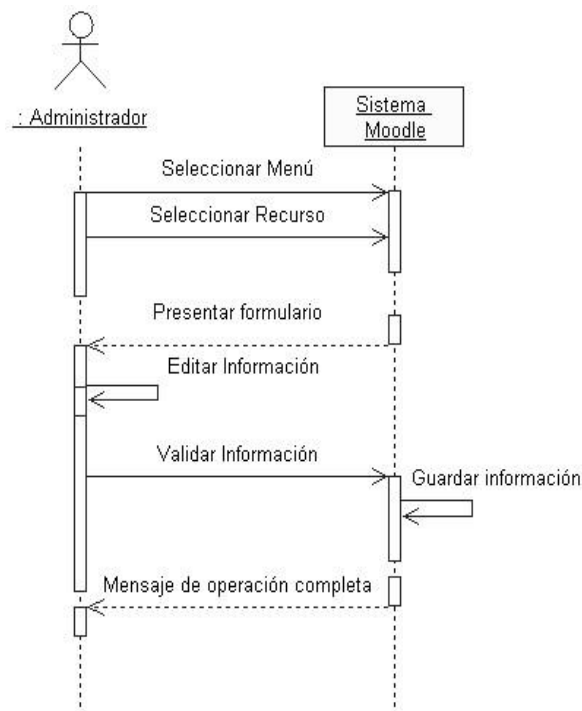 : Administrador
Sistema
Moodle
Seleccionar Menú
Seleccionar Recurso
Presentar formulario
Editar Información
Validar Información
Guardar información
Mensaje de operación completa